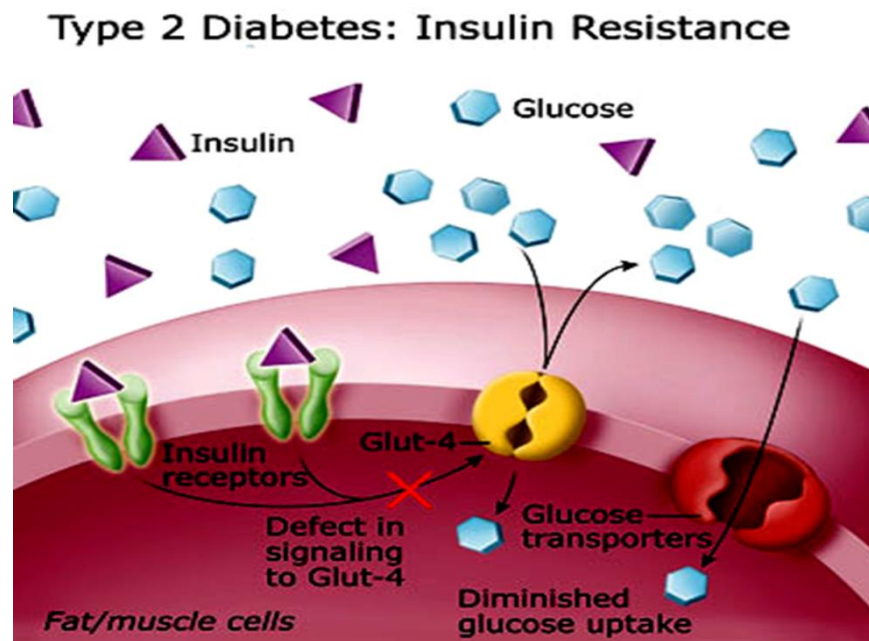 Type 2 Diabetes: Insulin Resistance
Glucose
Insulin
Glut-4
Insulin
receptors
Defect in
signaling
to Glut-4
Glucose
transporters
Diminished
glucose uptake
Fat/muscle cells